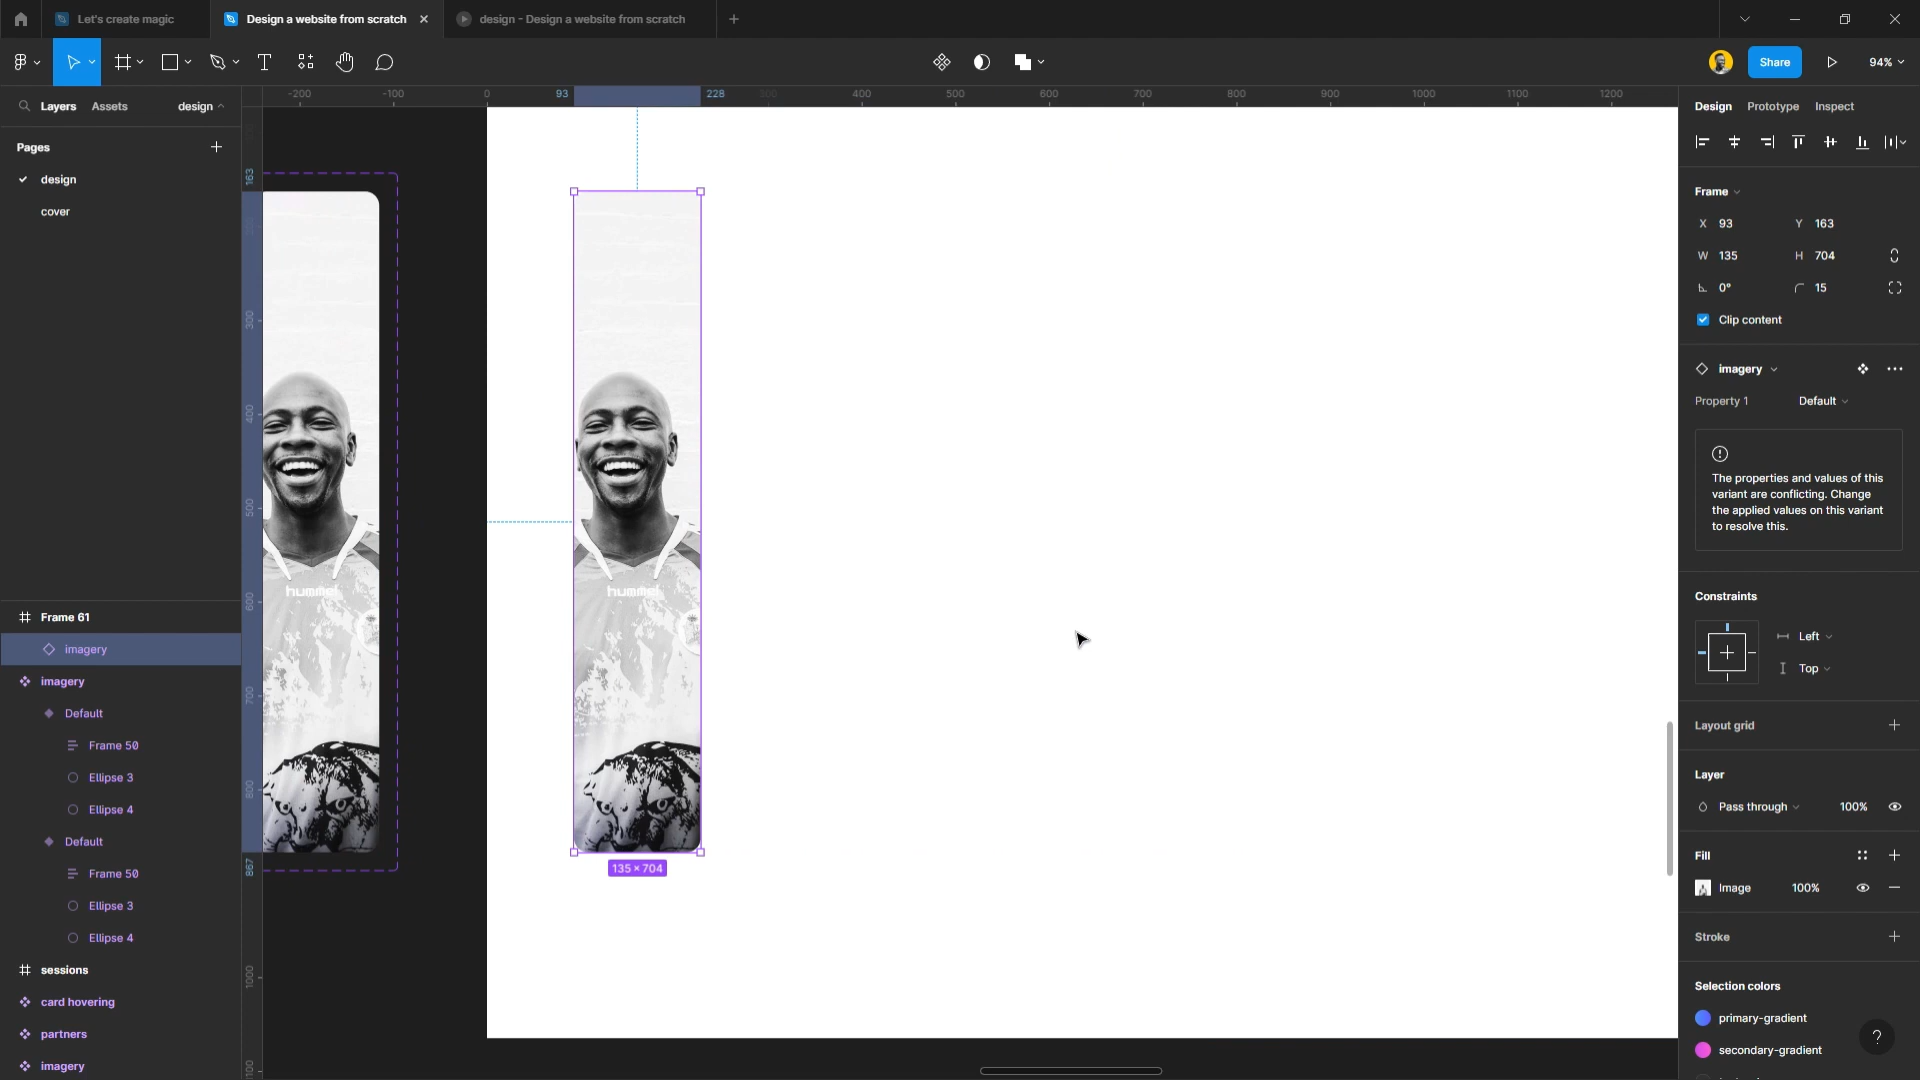 Let's create magic
Design a website from scratch
design - Design a website from scratch
Share
94%
Layers
Assets
design
Pages
design
cover
Frame 61
imagery
imagery
Default
Frame 50
Ellipse 3
Ellipse 4
Default
Frame 50
Ellipse 3
Ellipse 4
sessions
card hovering
partners
imagery
-200
-100
0
93
228
300
400
500
600
700
800
900
1000
1100
1200
163
300
400
500
600
700
800
867
1000
hummel
hummel
135 × 704
Design
Prototype
Inspect
Frame
X 93
Y 163
W 135
H 704
0°
15
Clip content
imagery
Property 1
Default
The properties and values of this
variant are conflicting. Change
the applied values on this variant
to resolve this.
Constraints
Left
Top
Layout grid
Layer
Pass through
100%
Fill
Image
100%
Stroke
Selection colors
primary-gradient
secondary-gradient
?